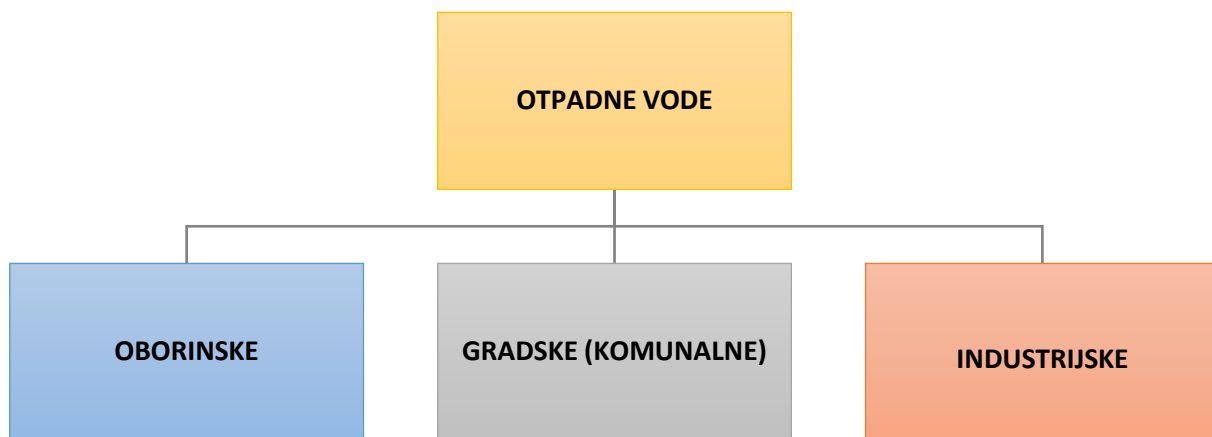 OTPADNE VODE
OBORINSKE
GRADSKE (KOMUNALNE)
INDUSTRIJSKE